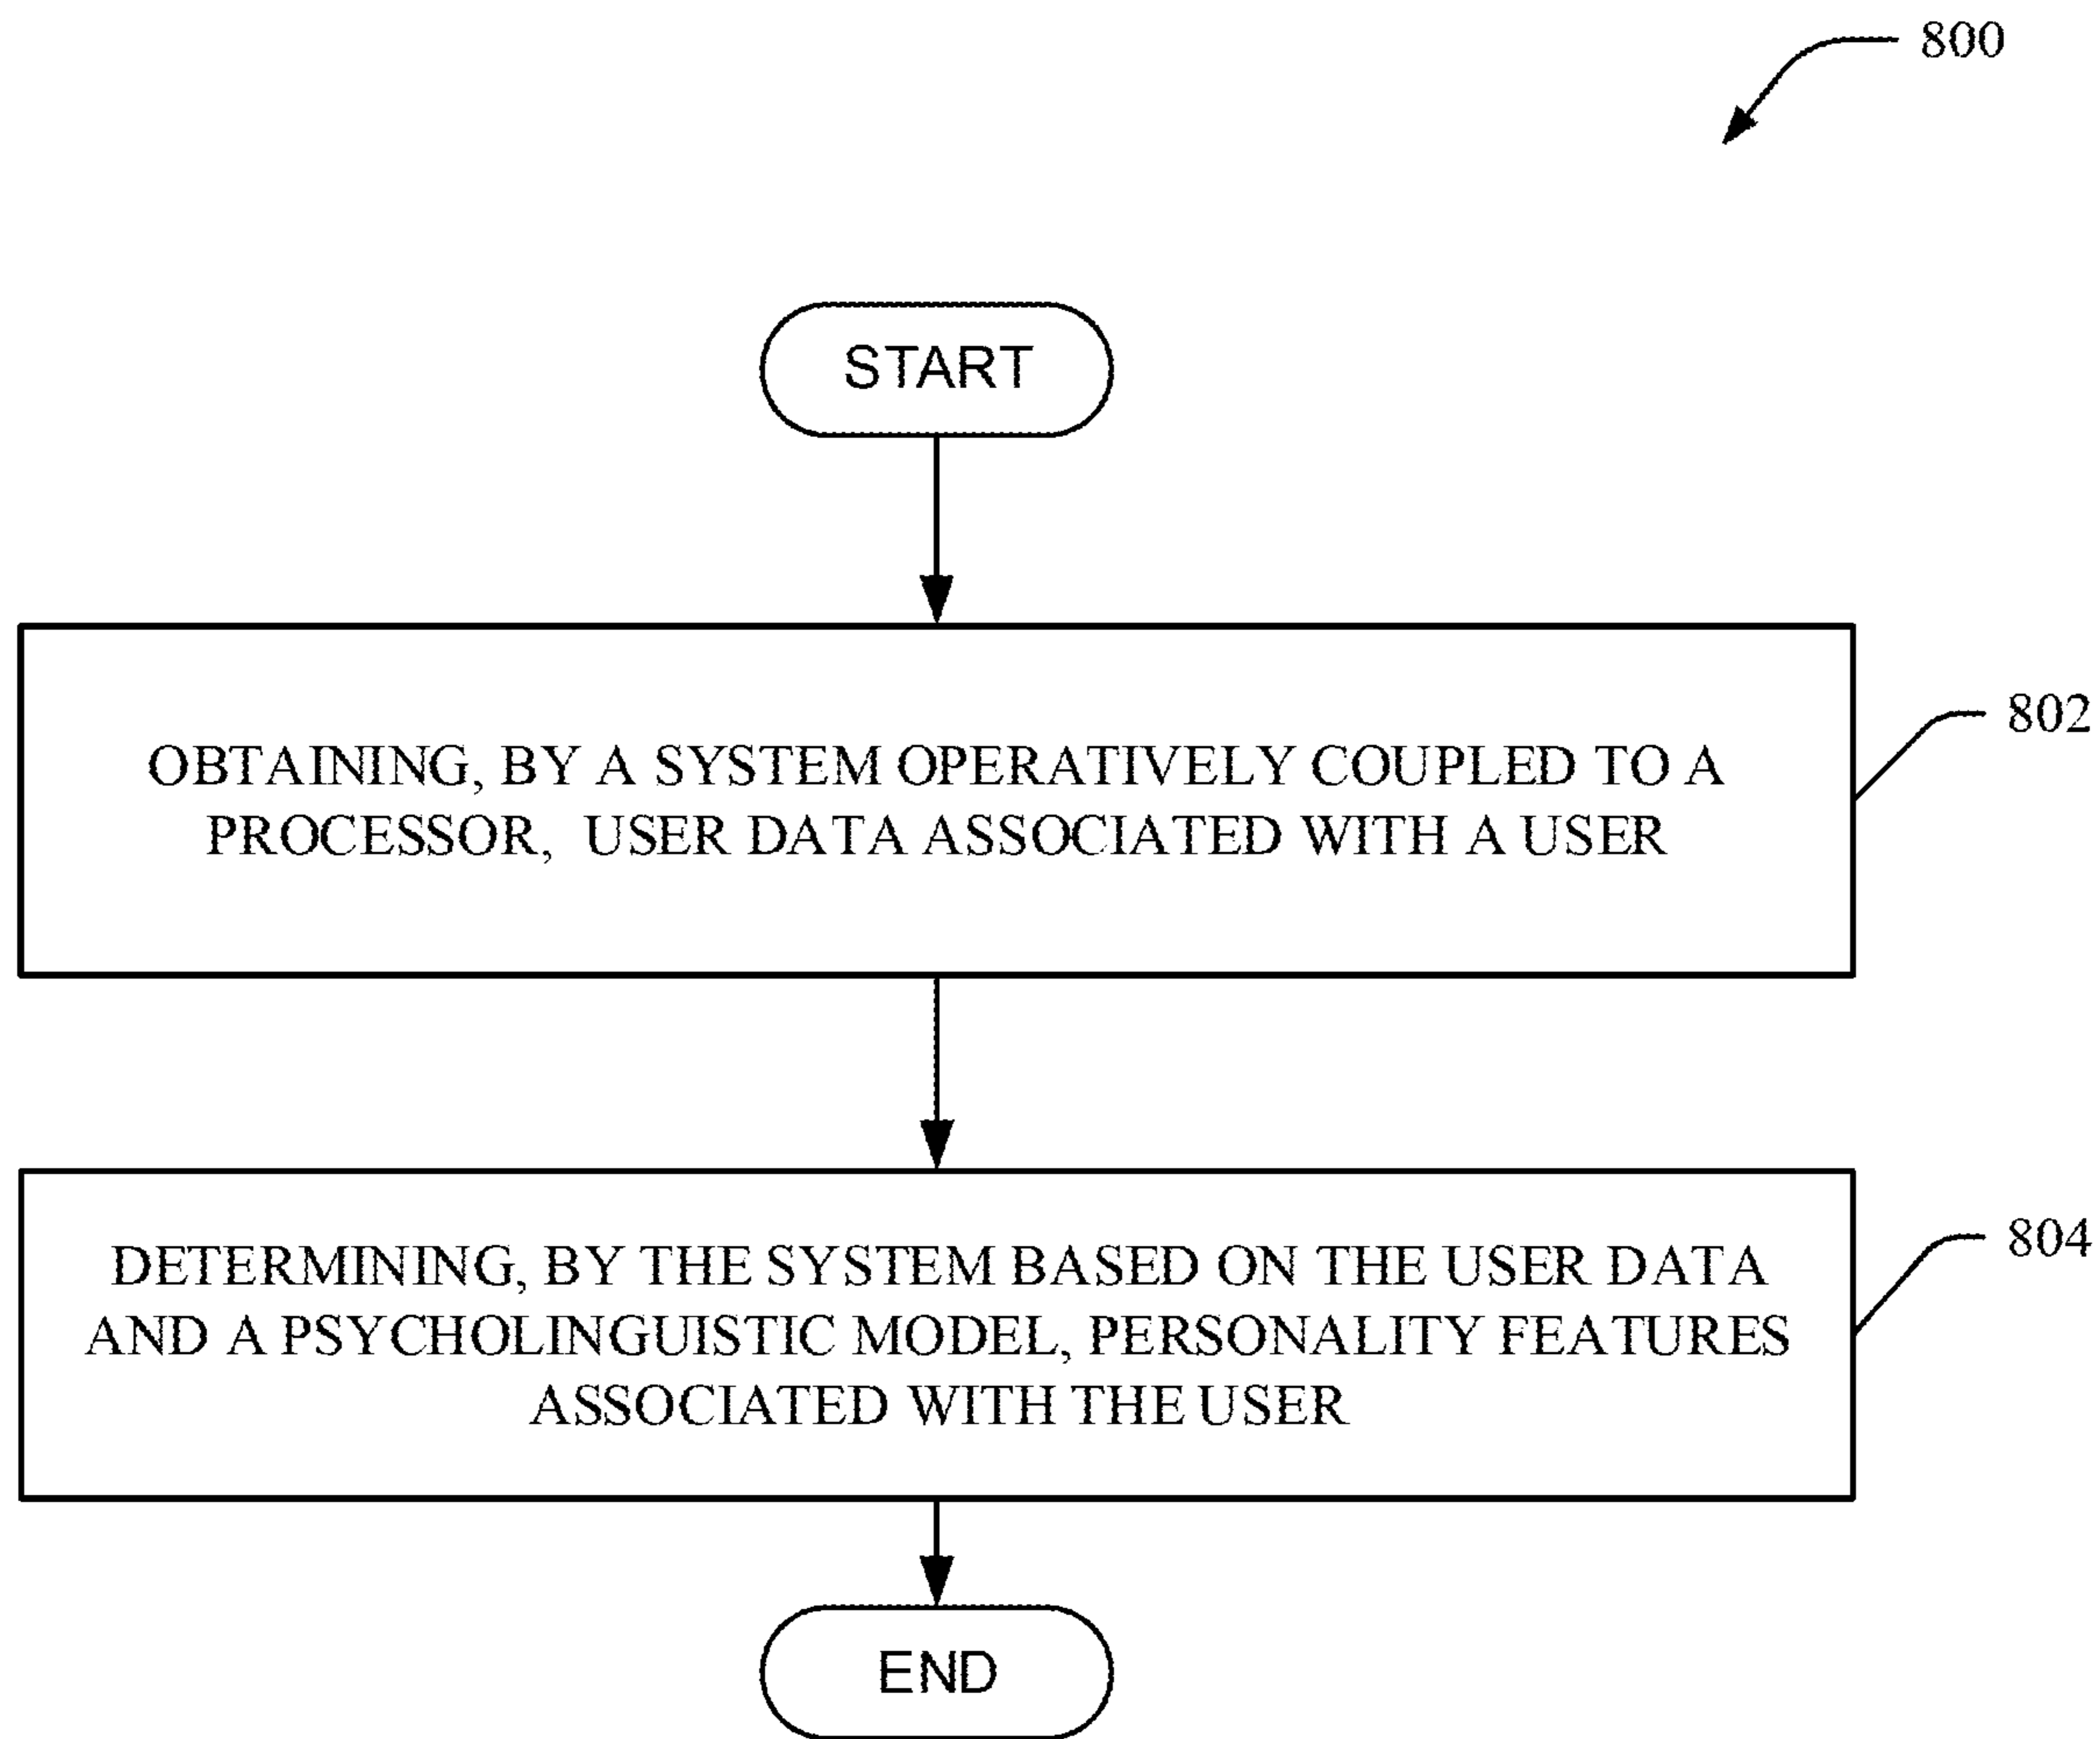 800
START
802
OBTAINING, BY A SYSTEM OPERATIVELY COUPLED TO A
PROCESSOR, USER DATA ASSOCIATED WITH A USER
804
DETERMINING, BY THE SYSTEM BASED ON THE USER DATA
AND A PSYCHOLINGUISTIC MODEL, PERSONALITY FEATURES
ASSOCIATED WITH THE USER
END